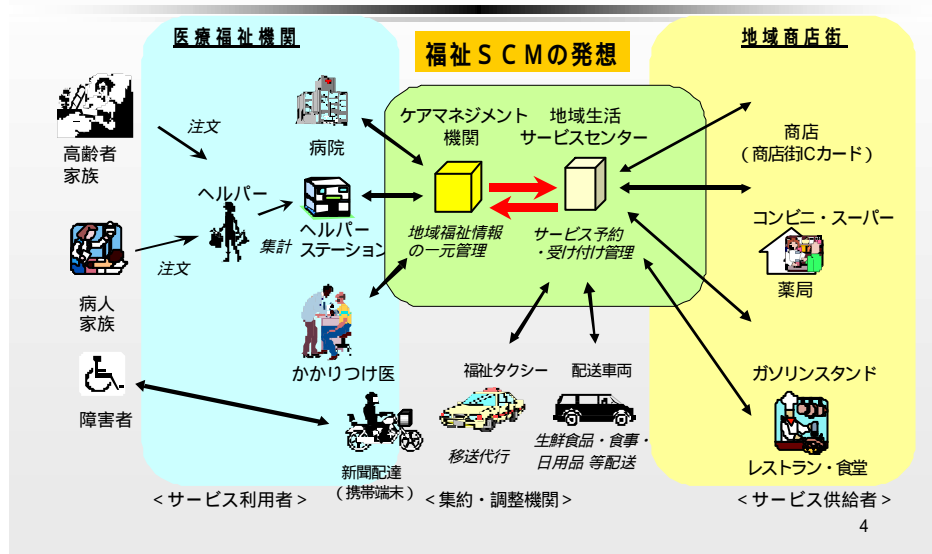 医療福祉機関
福祉SCMの発想
地域商店街
高齢者
家族
注文
病院
ヘルパー
集計
ヘルパー
ステーション
病人
家族
注文
かかりつけ医
障害者
新聞配達
(携帯端末)
ケアマネジメント
機関
地域生活
サービスセンター
地域福祉情報
の一元管理
サービス予約
・受け付け管理
福祉タクシー
移送代行
配送車両
生鮮食品・食事・
日用品 等配送
商店
(商店街ICカード)
コンビニ・スーパー
薬局
ガソリンスタンド
レストラン・食堂
<サービス利用者>
<集約・調整機関>
<サービス供給者>
4